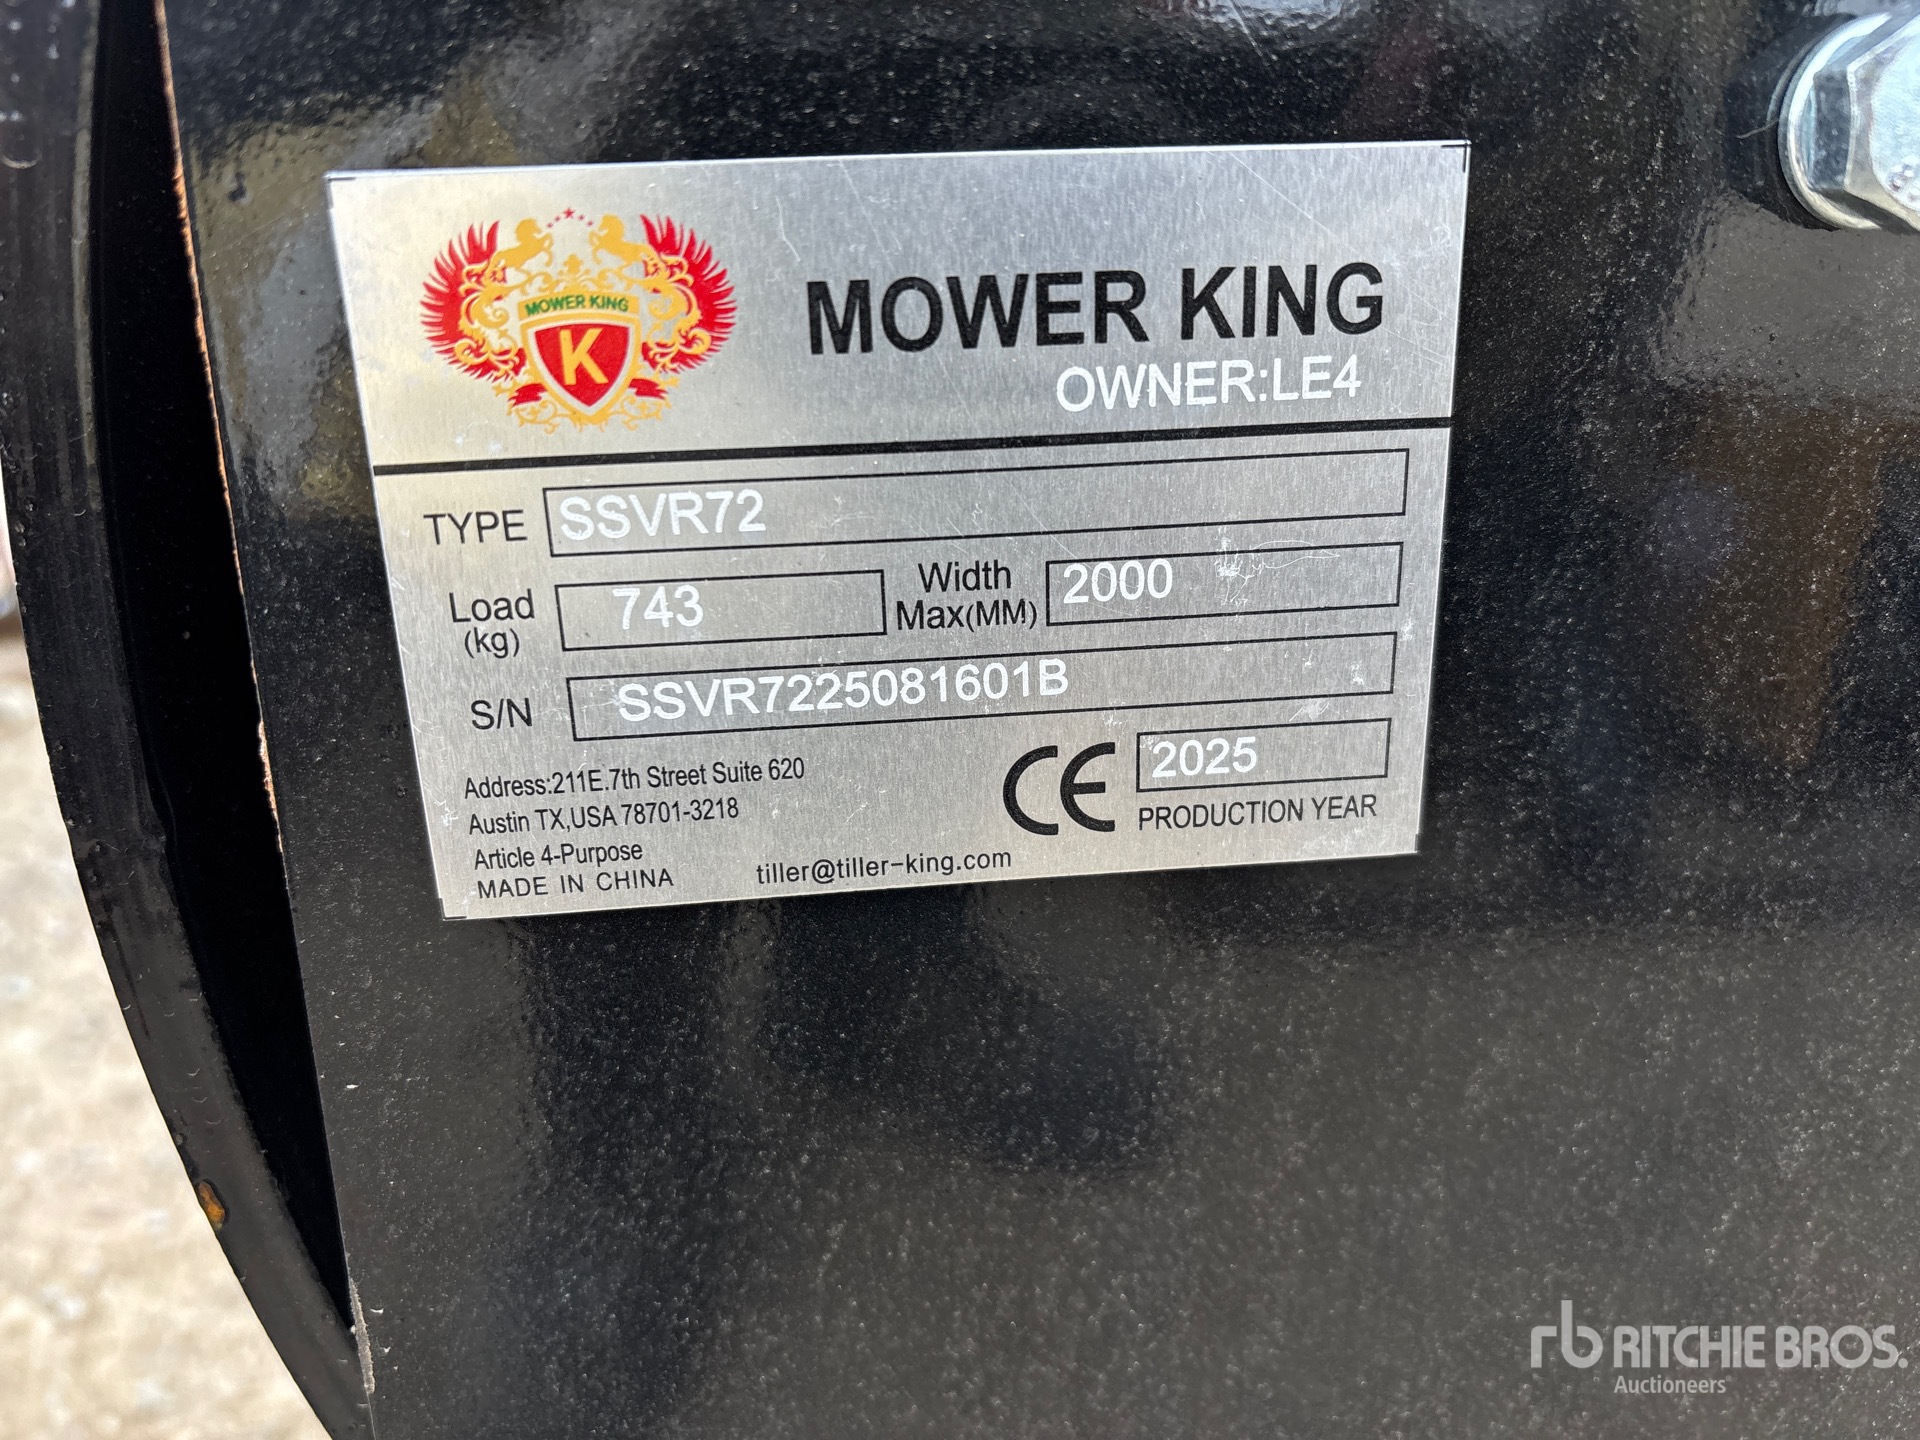 MOWER KING
K
MOWER KING
OWNER:LE4
TYPE SSVR72
Load (kg) 743 Width Max(MM) 2000
S/N SSVR7225081601B
Address:211E.7th Street Suite 620
Austin TX,USA 78701-3218
Article 4-Purpose
MADE IN CHINA
tiller@tiller-king.com
CE 2025
PRODUCTION YEAR
rb RITCHIE BROS.
Auctioneers